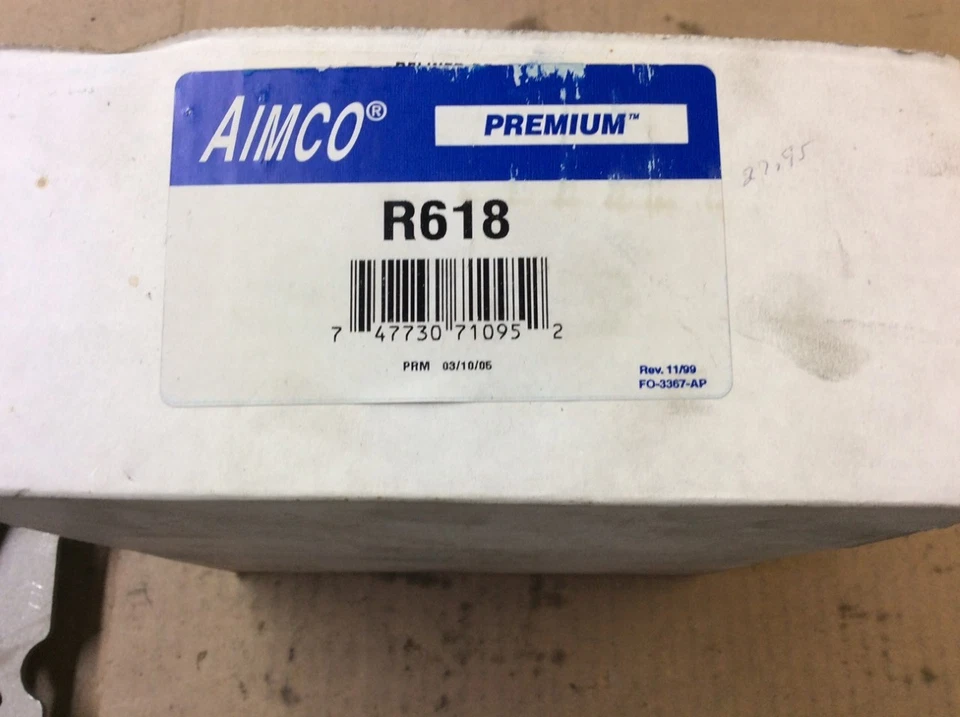 AIMCO®
PREMIUM™
27,95
R618
7 47730 71095 2
PRM 03/10/05
Rev. 11/99
FO-3367-AP